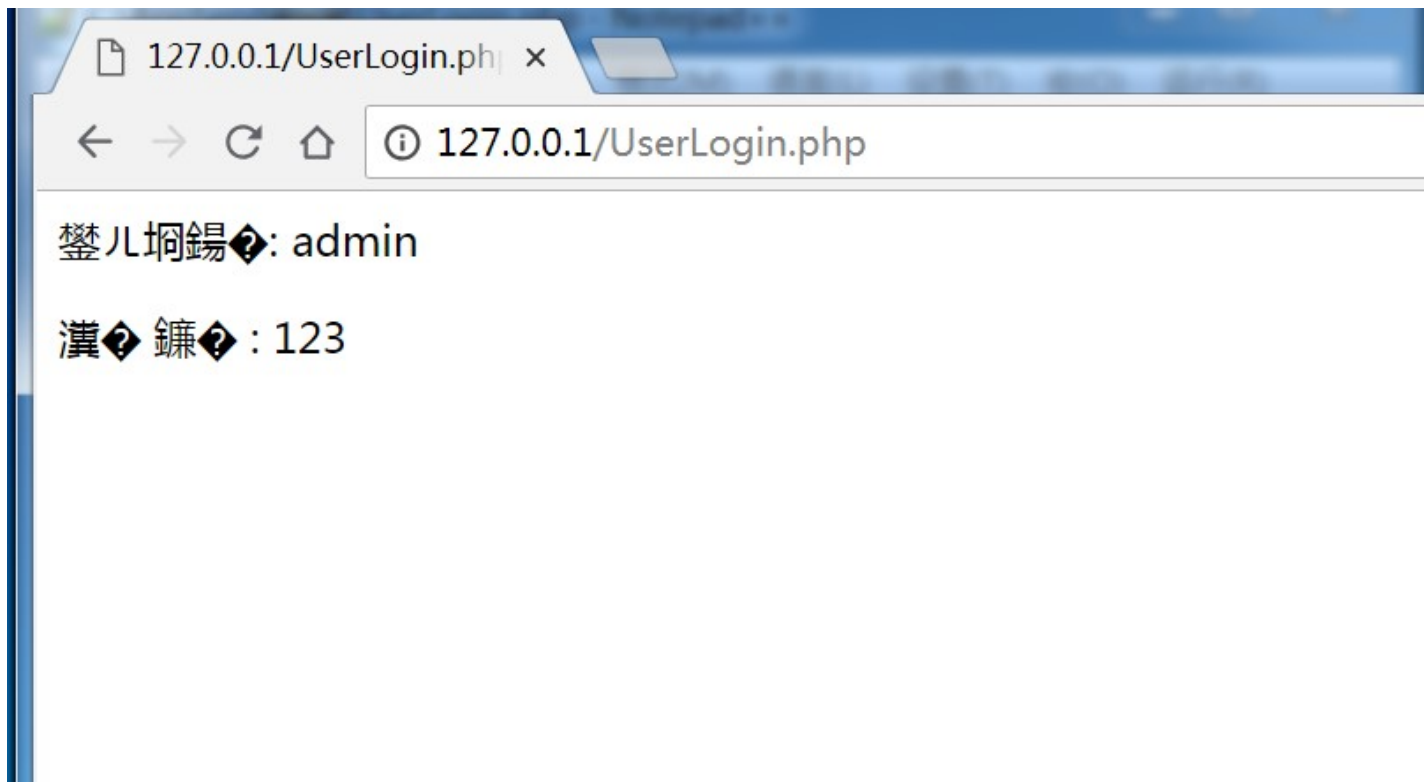 127.0.0.1/UserLogin.ph
127.0.0.1/UserLogin.php
鐢ㄦ埛鍚�: admin
瀵� 鐮� : 123